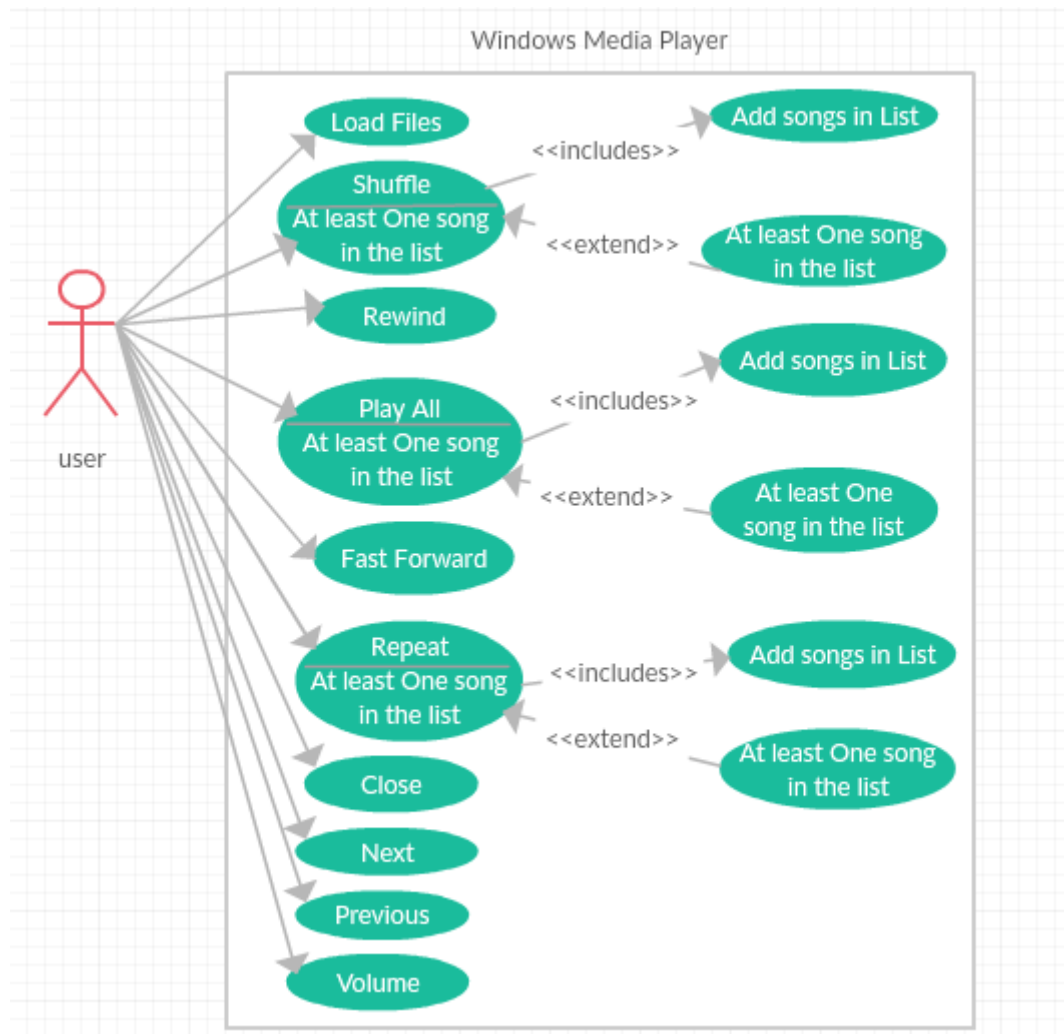 Windows Media Player
Load Files
Add songs in List
<<includes>>
Shuffle
At least One song
in the list
<<extend>>
At least One song
in the list
Rewind
Add songs in List
<<includes>>
Play All
At least One song
in the list
user
<<extend>>
At least One
song in the list
Fast Forward
Repeat
At least One song
in the list
<<includes>>
Add songs in List
<<extend>>
At least One song
in the list
Close
Next
Previous
Volume